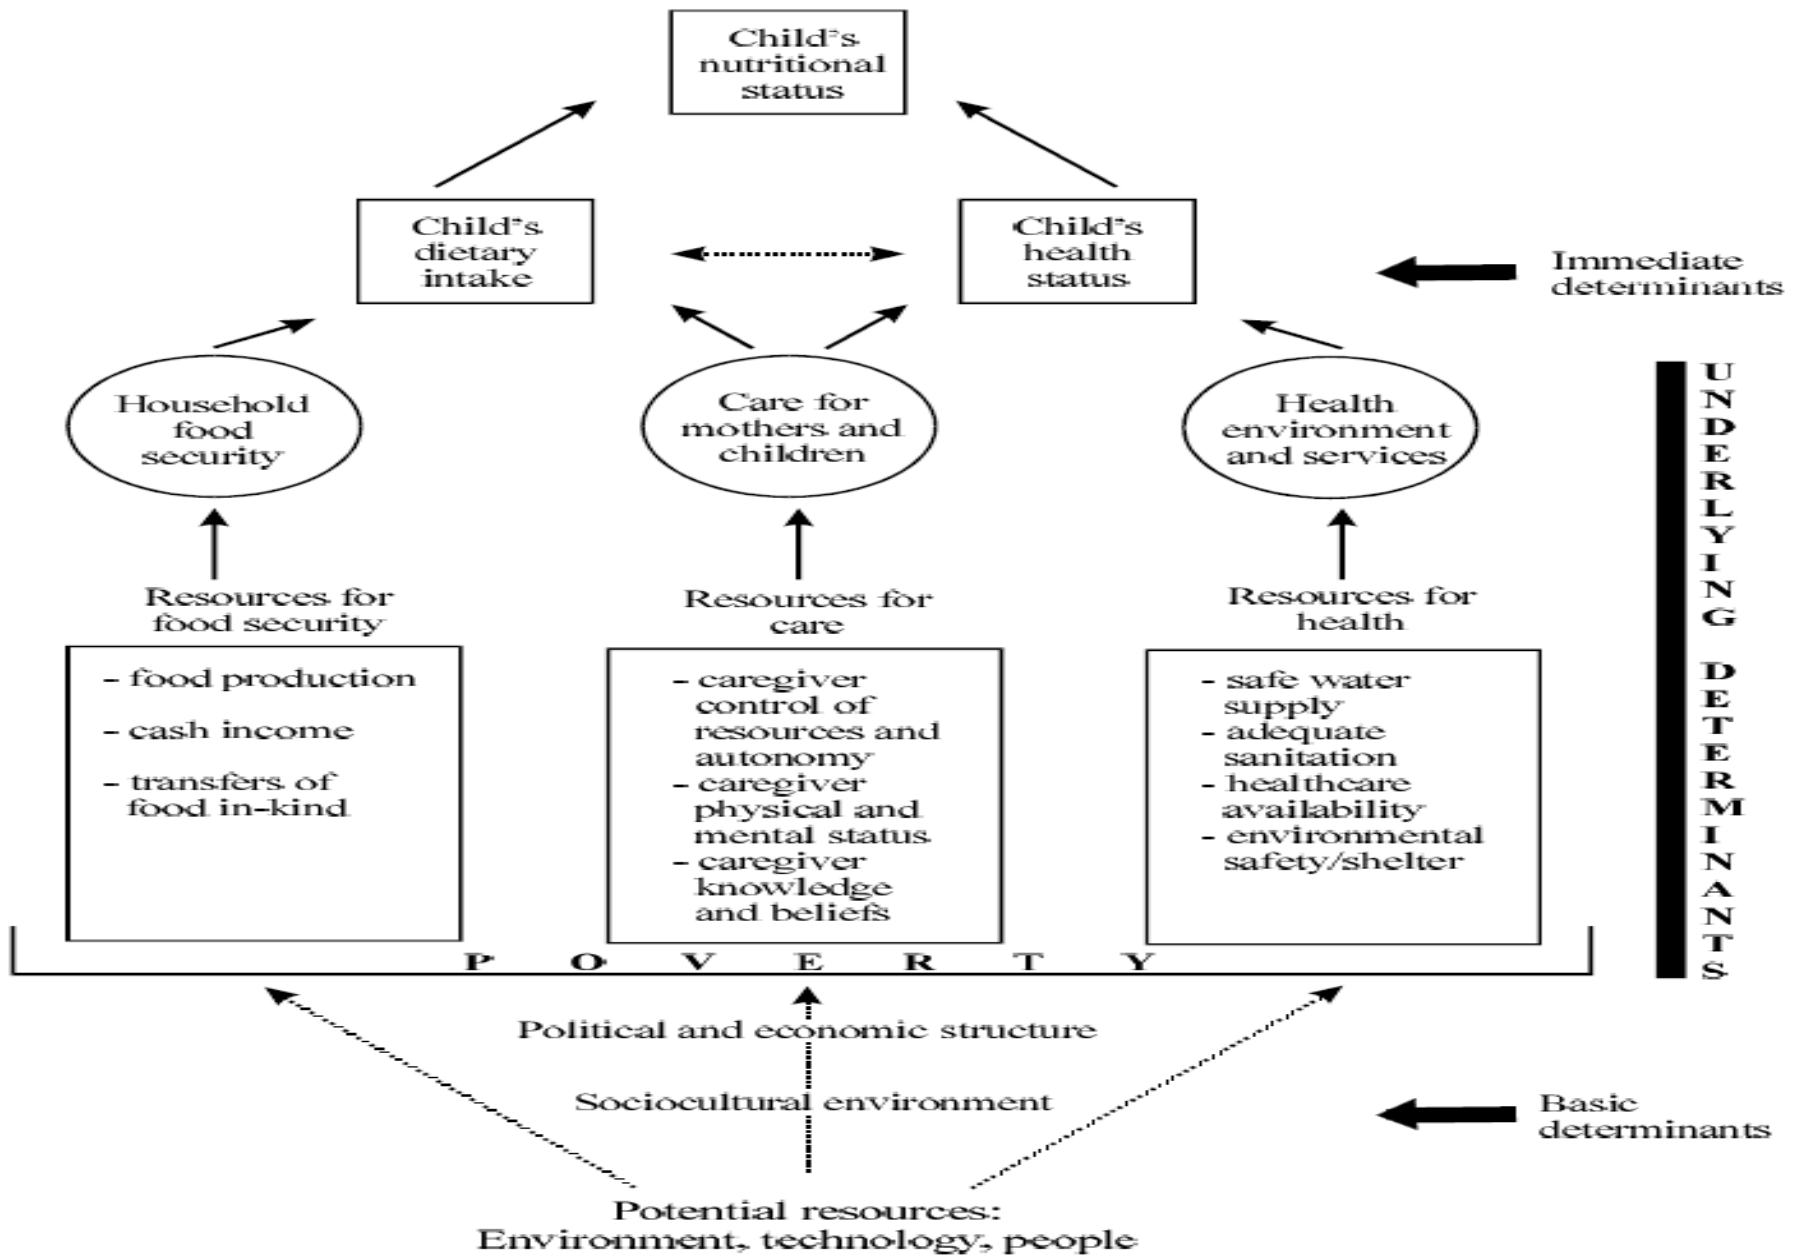 Child's
nutritional
status
Child's
dietary
intake
Child's
health
status
Immediate
determinants
Household
food
security
Care for
mothers and
children
Health
environment
and services
UNDERLYING DETERMINANTS
Resources for
food security
Resources for
care
Resources for
health
- food production
- cash income
- transfers of
food in-kind
- caregiver
control of
resources and
autonomy
- caregiver
physical and
mental status
- caregiver
knowledge
and beliefs
- safe water
supply
- adequate
sanitation
- healthcare
availability
- environmental
safety/shelter
P O V E R T Y
Political and economic structure
Sociocultural environment
Basic
determinants
Potential resources:
Environment, technology, people